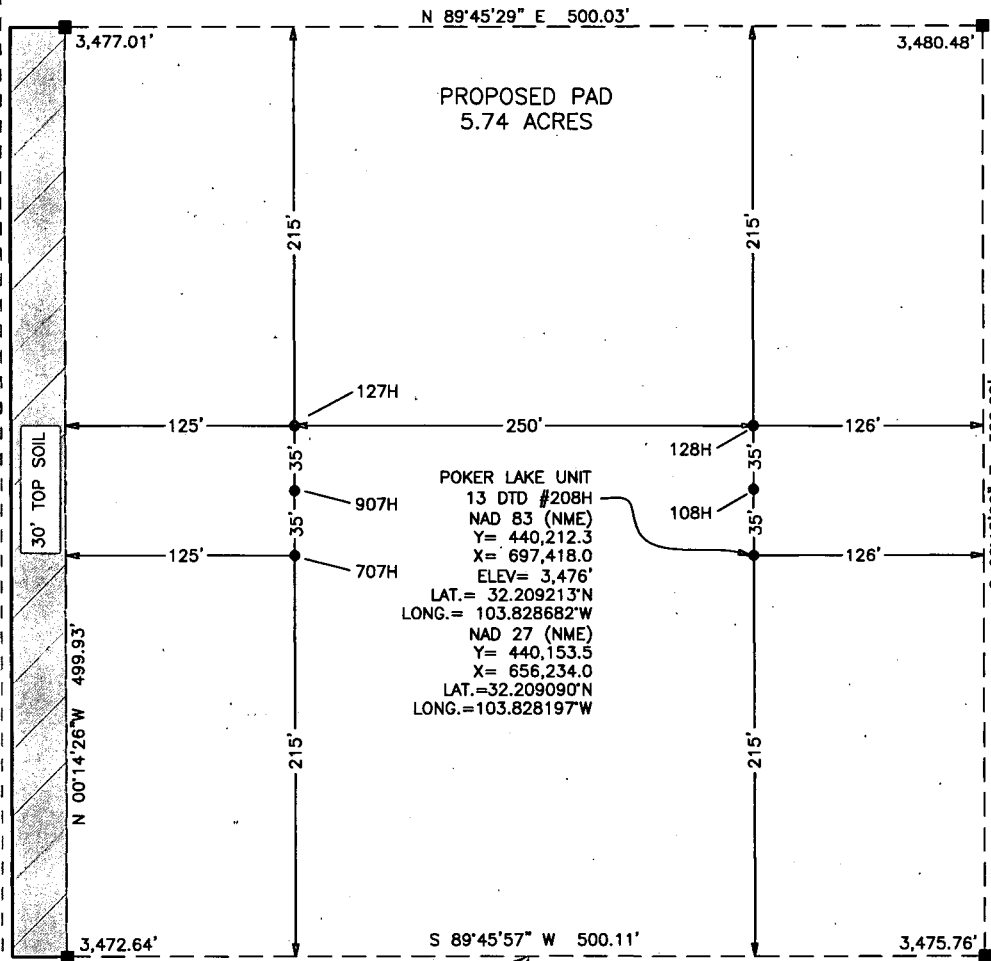 N 89°45'29" E 500.03'
3,477.01'
3,480.48'
PROPOSED PAD
5.74 ACRES
215'
215'
127H
125'
250'
126'
128H
35'
35'
30' TOP SOIL
907H
108H
35'
35'
POKER LAKE UNIT
13 DTD #208H
NAD 83 (NME)
Y= 440,212.3
X= 697,418.0
ELEV= 3,476'
LAT.= 32.209213°N
LONG.= 103.828682°W
NAD 27 (NME)
Y= 440,153.5
X= 656,234.0
LAT.=32.209090°N
LONG.=103.828197°W
125'
126'
707H
N 00°14'26"W 499.93'
215'
215'
3,472.64'
S 89°45'57" W 500.11'
3,475.76'